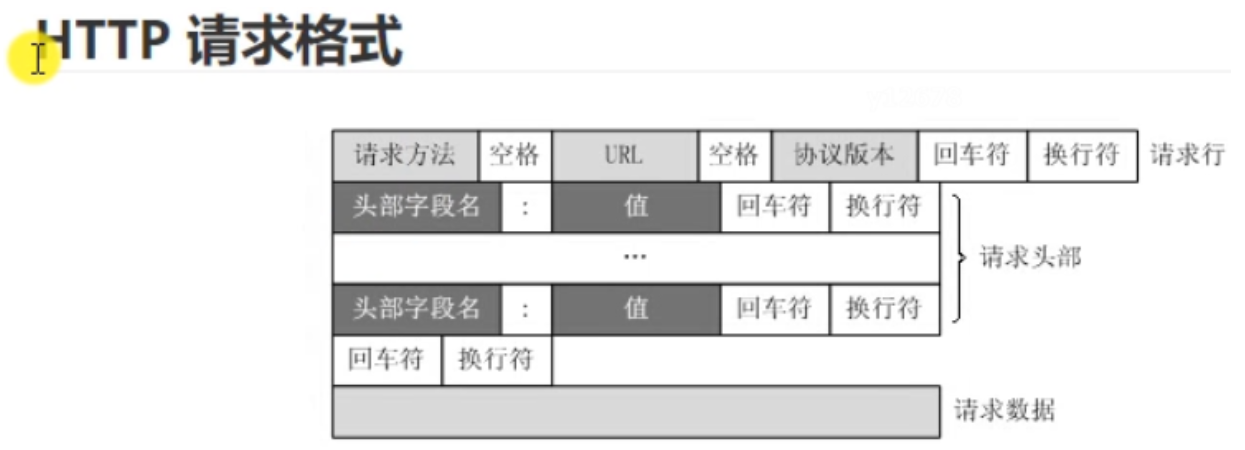 HTTP 请求格式
请求方法 空格 URL 空格 协议版本 回车符 换行符 请求行
头部字段名 : 值 回车符 换行符
... 请求头部
头部字段名 : 值 回车符 换行符
回车符 换行符
请求数据